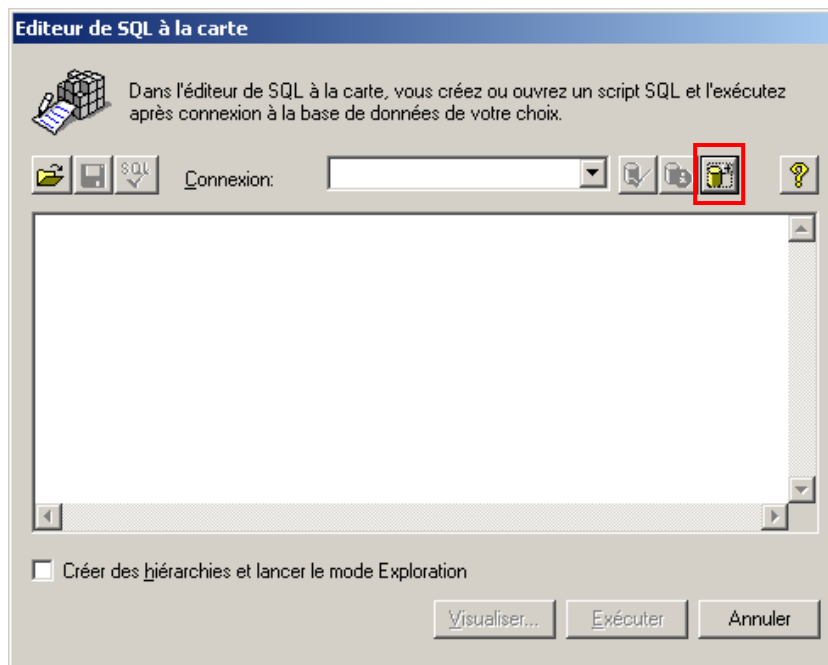 Editeur de SQL à la carte
Dans l'éditeur de SQL à la carte, vous créez ou ouvrez un script SQL et l'exécutez
après connexion à la base de données de votre choix.
SQL
Connexion:
?
Créer des hiérarchies et lancer le mode Exploration
Visualiser... Exécuter Annuler